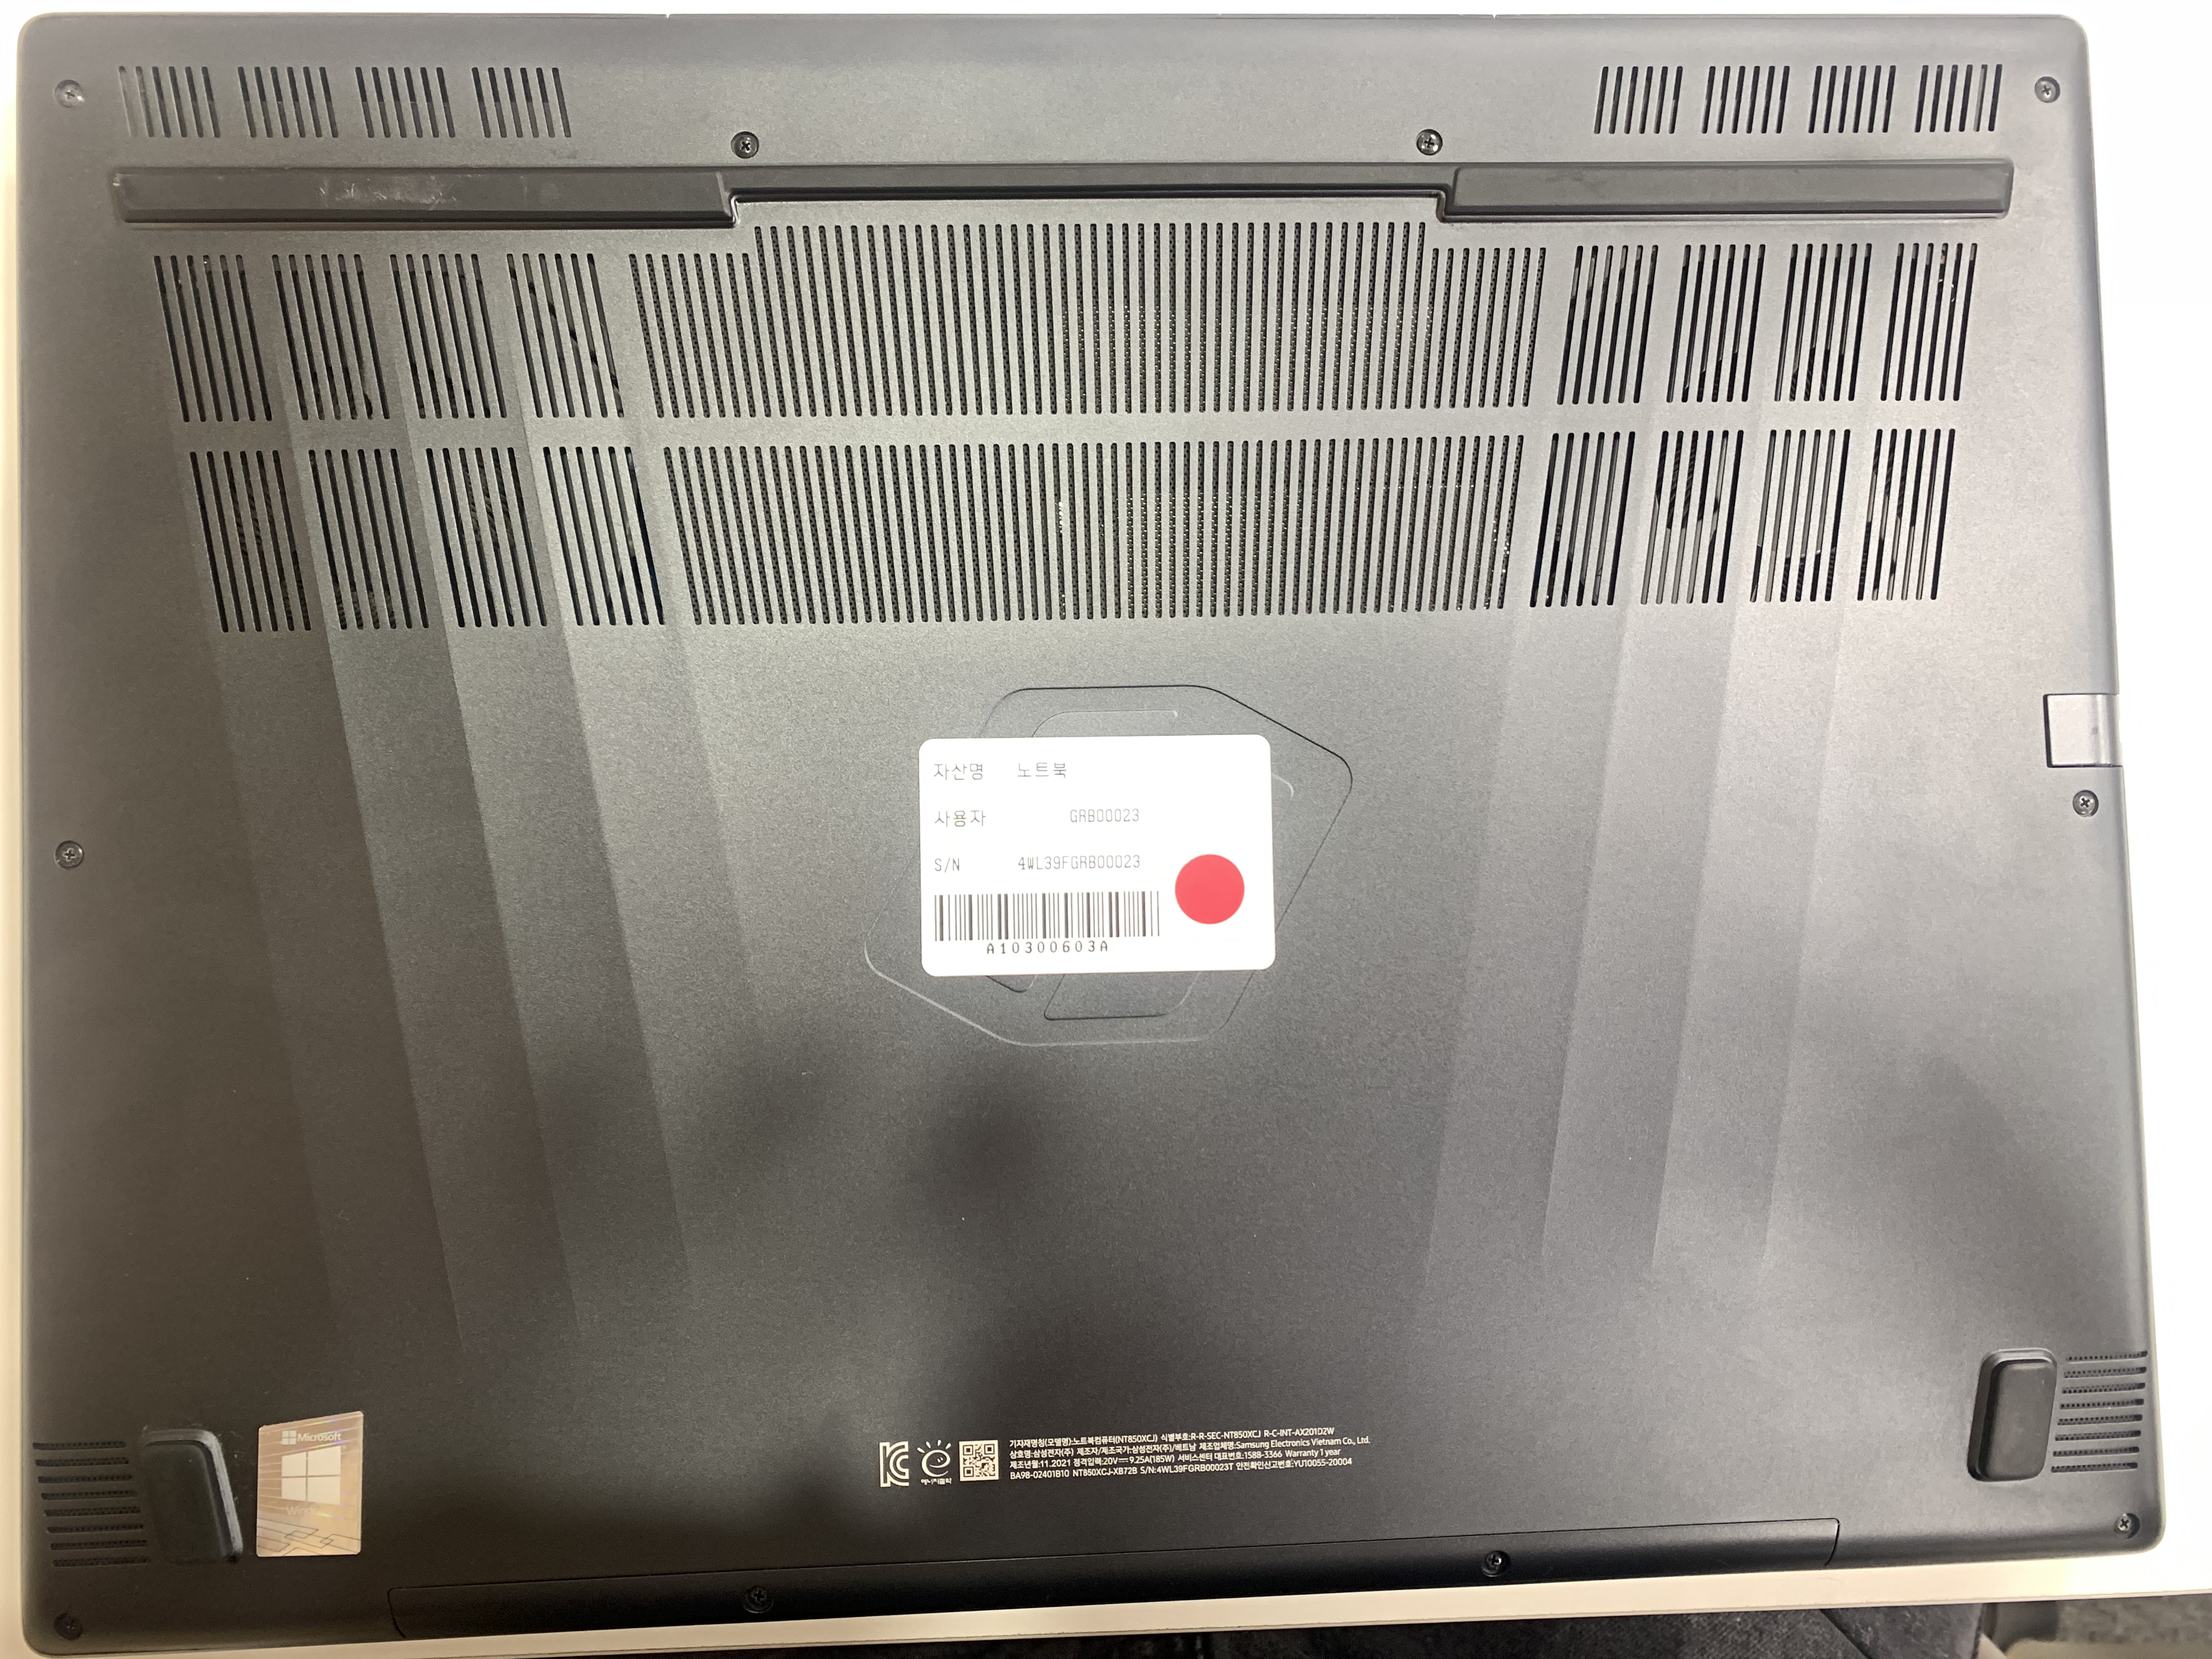 자산명 노트북
사용자 GRB00023
S/N 4WL39FGRB00023
A10300603A
Microsoft
기자재명칭(모델명):노트북컴퓨터(NT850XCJ) 식별부호:R-R-SEC-NT850XCJ R-C-INT-AX201D2W
상호명:삼성전자(주) 제조자/제조국가:삼성전자(주)/베트남 제조업체명:Samsung Electronics Vietnam Co., Ltd.
제조년월:11.2021 정격입력:20V⎓9.25A(185W) 서비스센터 대표번호:1588-3366 Warranty 1 year
BA98-02401B10 NT850XCJ-XB72B S/N:4WL39FGRB00023T 안전확인신고번호:YU10055-20004
에너지절약